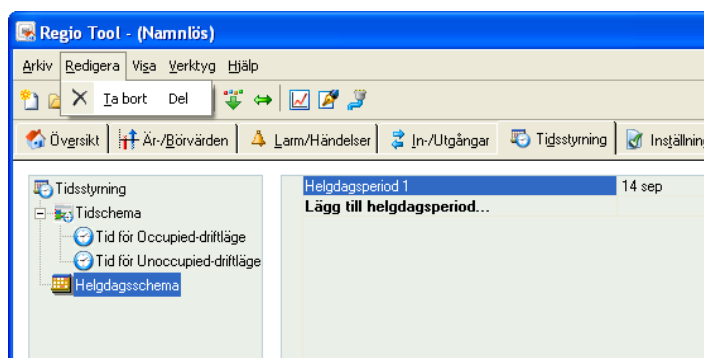 Regio Tool - (Namnlös)
Arkiv Redigera Visa Verktyg Hjälp
Ta bort Del
Översikt Är-/Börvärden Larm/Händelser In-/Utgångar Tidsstyrning Inställnin
Tidsstyrning
Tidschema
Tid för Occupied-driftläge
Tid för Unoccupied-driftläge
Helgdagsschema
Helgdagsperiod 1 14 sep
Lägg till helgdagsperiod...